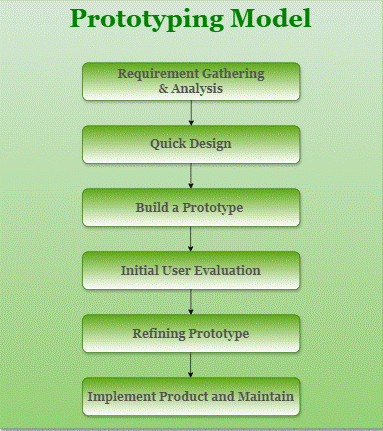 Prototyping Model
Requirement Gathering
& Analysis
Quick Design
Build a Prototype
Initial User Evaluation
Refining Prototype
Implement Product and Maintain